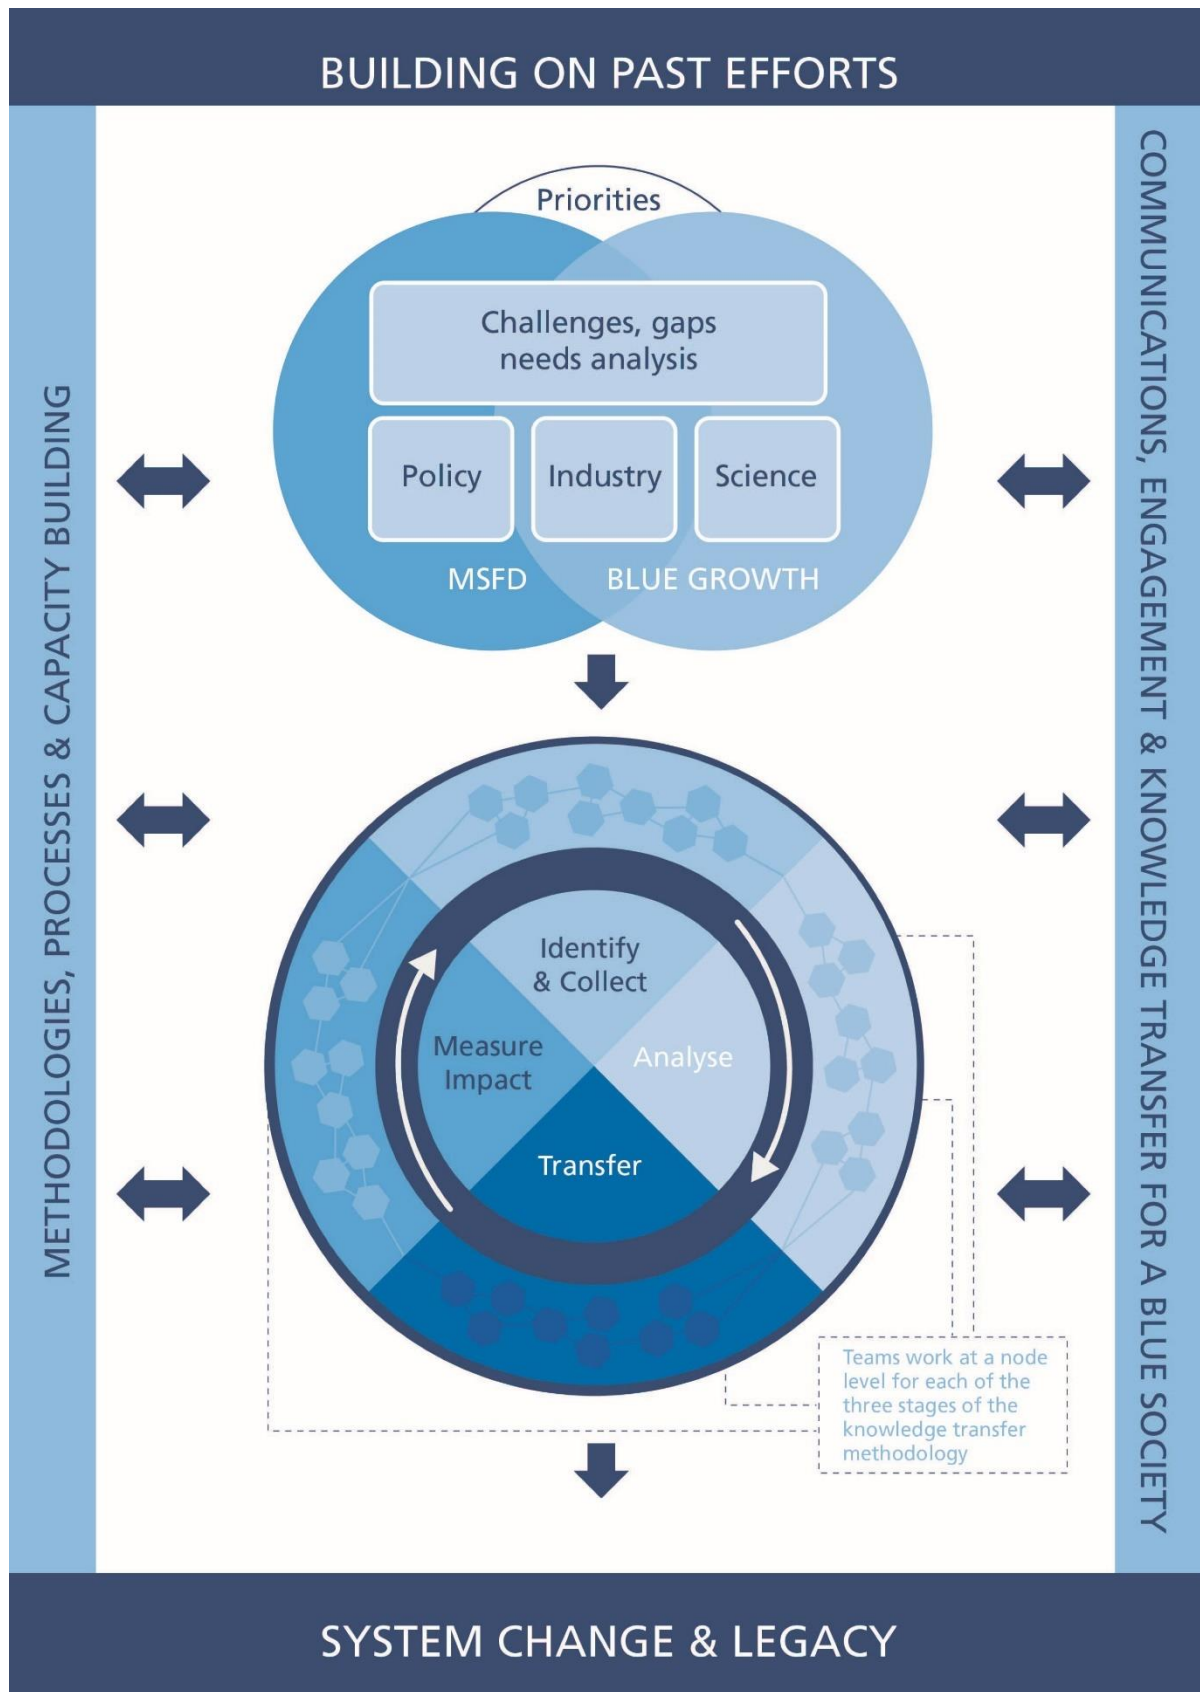 BUILDING ON PAST EFFORTS
METHODOLOGIES, PROCESSES & CAPACITY BUILDING
COMMUNICATIONS, ENGAGEMENT & KNOWLEDGE TRANSFER FOR A BLUE SOCIETY
Priorities
Challenges, gaps
needs analysis
Policy
Industry
Science
MSFD
BLUE GROWTH
Identify
& Collect
Measure
Impact
Analyse
Transfer
Teams work at a node
level for each of the
three stages of the
knowledge transfer
methodology
SYSTEM CHANGE & LEGACY